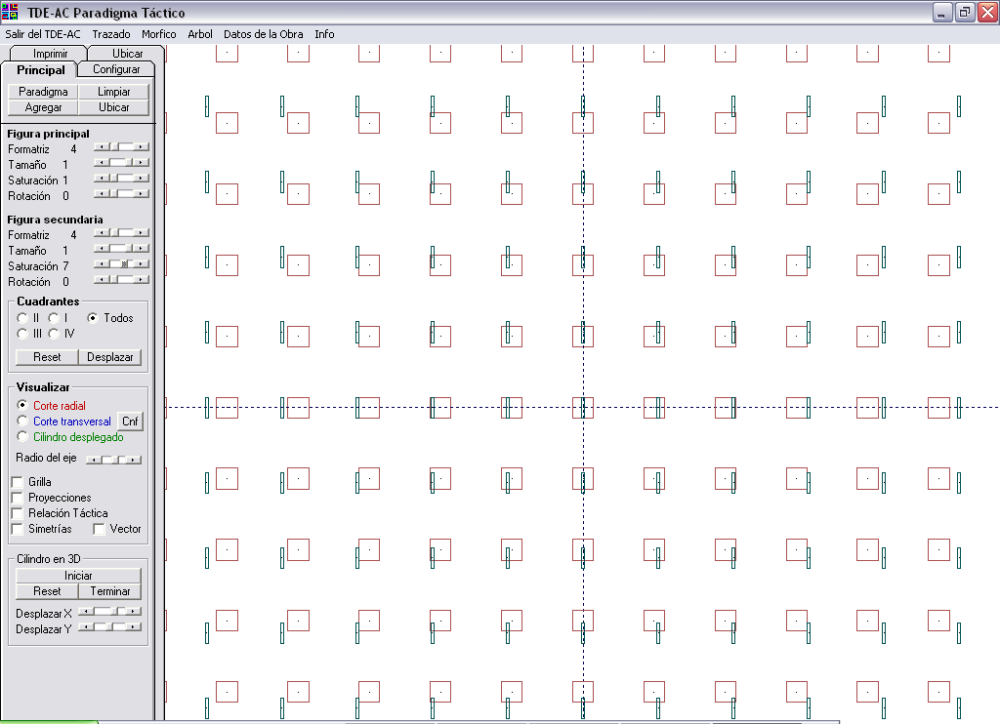 TDE-AC Paradigma Táctico
Salir del TDE-AC Trazado Morfico Arbol Datos de la Obra Info
Imprimir Ubicar
Principal Configurar
Paradigma Limpiar
Agregar Ubicar
Figura principal
Formatriz 4
Tamaño 1
Saturación 1
Rotación 0
Figura secundaria
Formatriz 4
Tamaño 1
Saturación 7
Rotación 0
Cuadrantes
II I Todos
III IV
Reset Desplazar
Visualizar
Corte radial
Corte transversal Cnf
Cilindro desplegado
Radio del eje
Grilla
Proyecciones
Relación Táctica
Simetrías Vector
Cilindro en 3D
Iniciar
Reset Terminar
Desplazar X
Desplazar Y